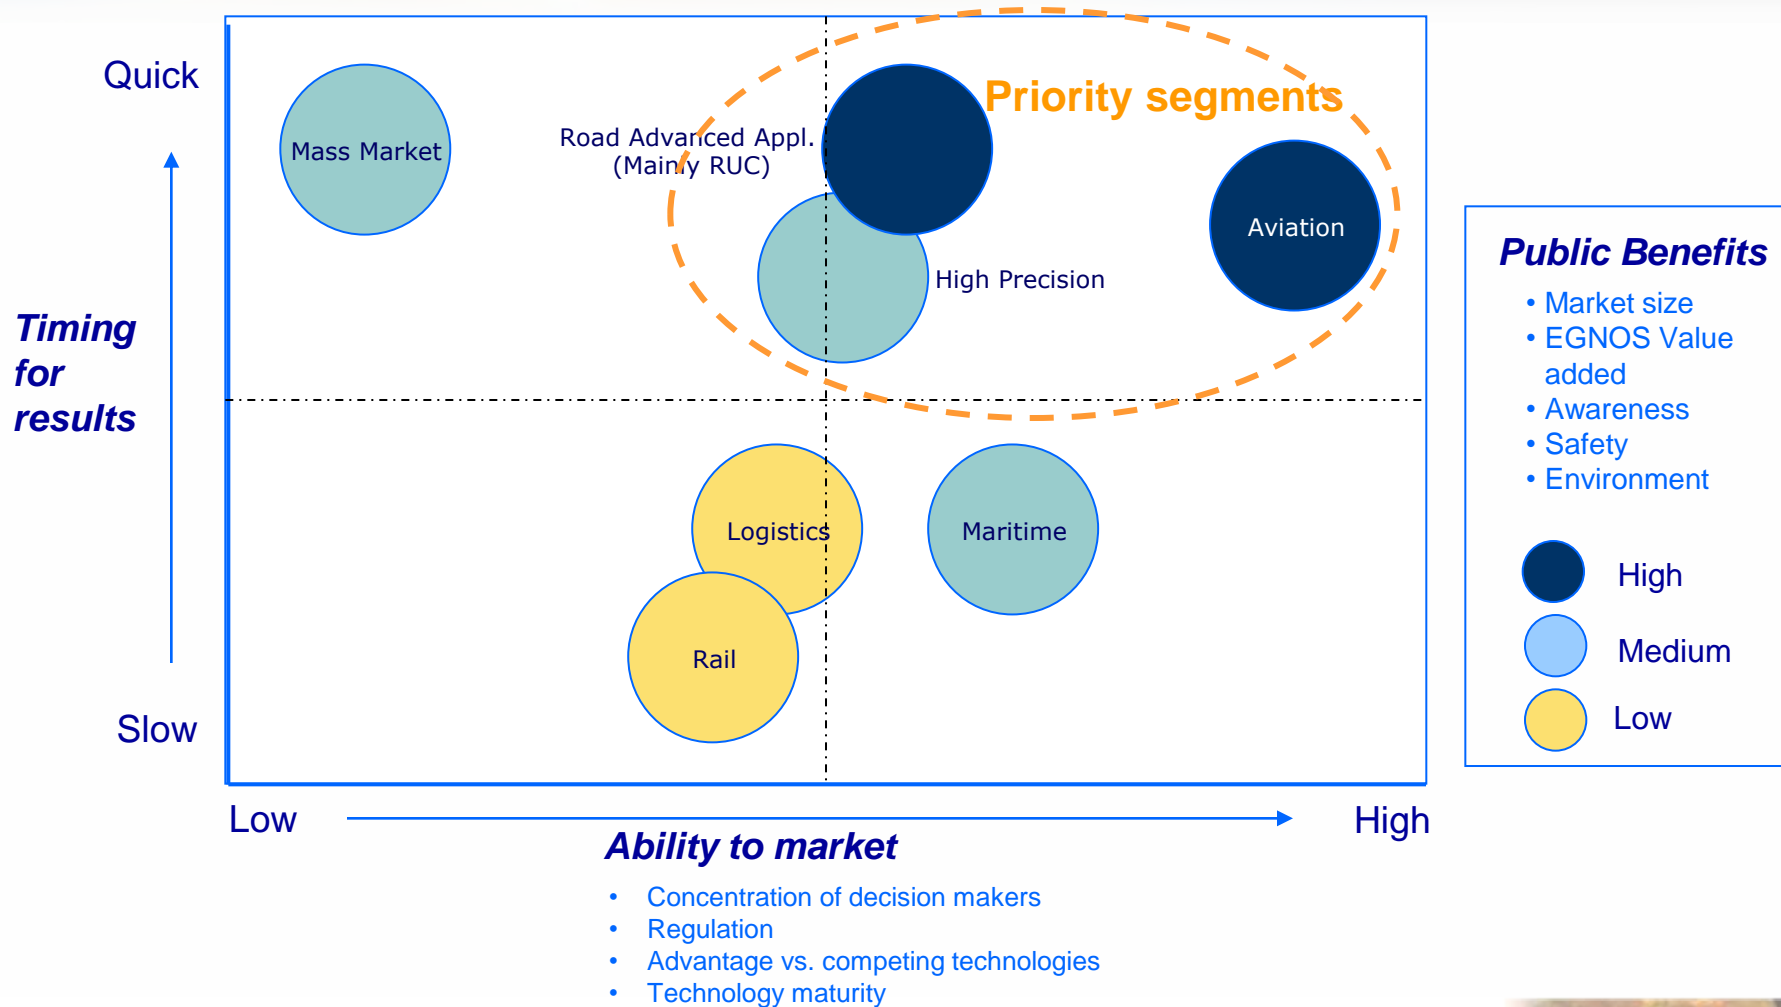 Quick
Priority segments
Road Advanced Appl.
(Mainly RUC)
Mass Market
Aviation
High Precision
Timing
for
results
Logistics
Maritime
Rail
Slow
Low
High
Ability to market
• Concentration of decision makers
• Regulation
• Advantage vs. competing technologies
• Technology maturity
Public Benefits
• Market size
• EGNOS Value
added
• Awareness
• Safety
• Environment
High
Medium
Low